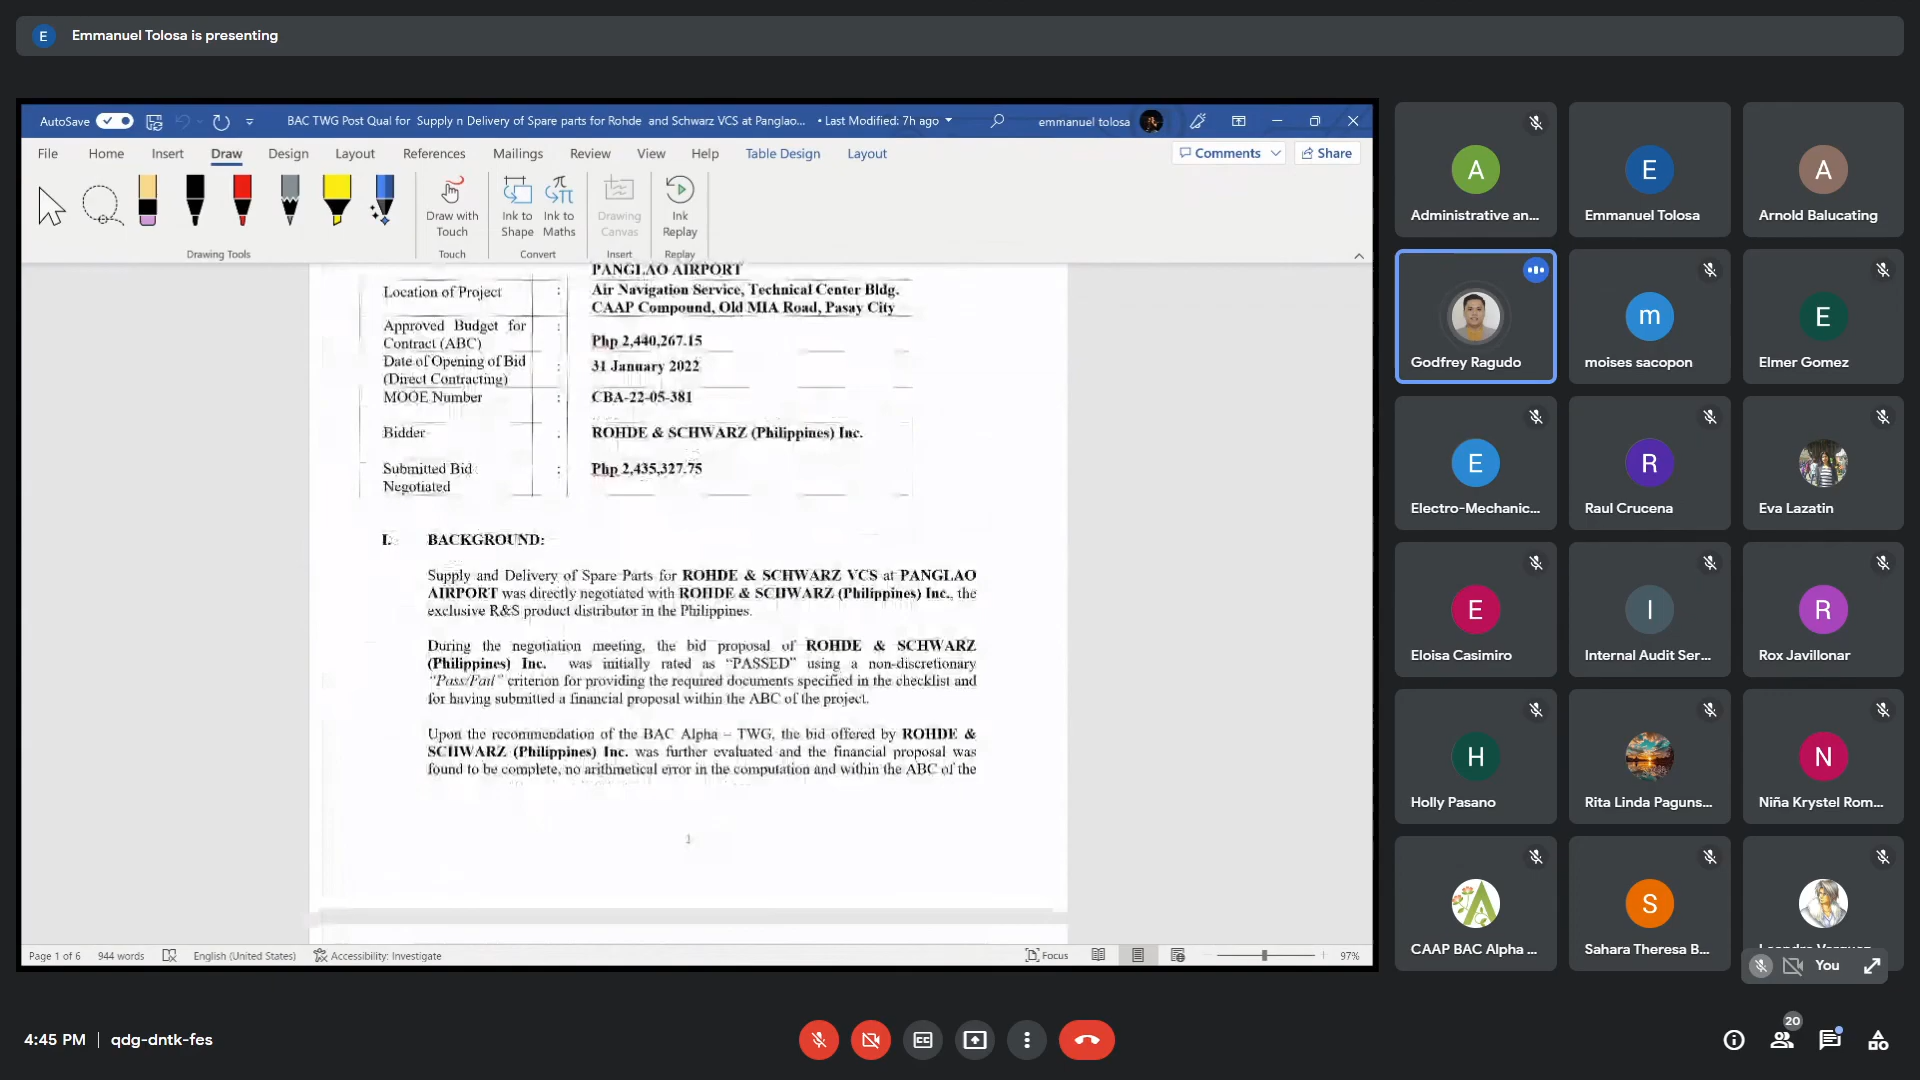 E
Emmanuel Tolosa is presenting
AutoSave
BAC TWG Post Qual for Supply n Delivery of Spare parts for Rohde and Schwarz VCS at Panglao... • Last Modified: 7h ago
emmanuel tolosa
File Home Insert Draw Design Layout References Mailings Review View Help Table Design Layout
Comments
Share
Draw with
Touch
Ink to
Shape
Ink to
Maths
Drawing
Canvas
Ink
Replay
Drawing Tools
Touch
Convert
Insert
Replay
PANGLAO AIRPORT
Location of Project :
Air Navigation Service, Technical Center Bldg.
CAAP Compound, Old MIA Road, Pasay City
Approved Budget for
Contract (ABC)
:
Php 2,440,267.15
Date of Opening of Bid
(Direct Contracting)
:
31 January 2022
MOOE Number : CBA-22-05-381
Bidder : ROHDE & SCHWARZ (Philippines) Inc.
Submitted Bid : Php 2,435,327.75
Negotiated
I. BACKGROUND:
Supply and Delivery of Spare Parts for ROHDE & SCHWARZ VCS at PANGLAO
AIRPORT was directly negotiated with ROHDE & SCHWARZ (Philippines) Inc., the
exclusive R&S product distributor in the Philippines.
During the negotiation meeting, the bid proposal of ROHDE & SCHWARZ
(Philippines) Inc. was initially rated as “PASSED” using a non-discretionary
“Pass/Fail” criterion for providing the required documents specified in the checklist and
for having submitted a financial proposal within the ABC of the project.
Upon the recommendation of the BAC Alpha – TWG, the bid offered by ROHDE &
SCHWARZ (Philippines) Inc. was further evaluated and the financial proposal was
found to be complete, no arithmetical error in the computation and within the ABC of the
1
Page 1 of 6 944 words English (United States) Accessibility: Investigate
Focus
97%
A
Administrative an...
E
Emmanuel Tolosa
A
Arnold Balucating
Godfrey Ragudo
m
moises sacopon
E
Elmer Gomez
E
Electro-Mechanic...
R
Raul Crucena
Eva Lazatin
E
Eloisa Casimiro
I
Internal Audit Ser...
R
Rox Javillonar
H
Holly Pasano
Rita Linda Paguns...
N
Niña Krystel Rom...
CAAP BAC Alpha ...
S
Sahara Theresa B...
You
4:45 PM | qdg-dntk-fes
20